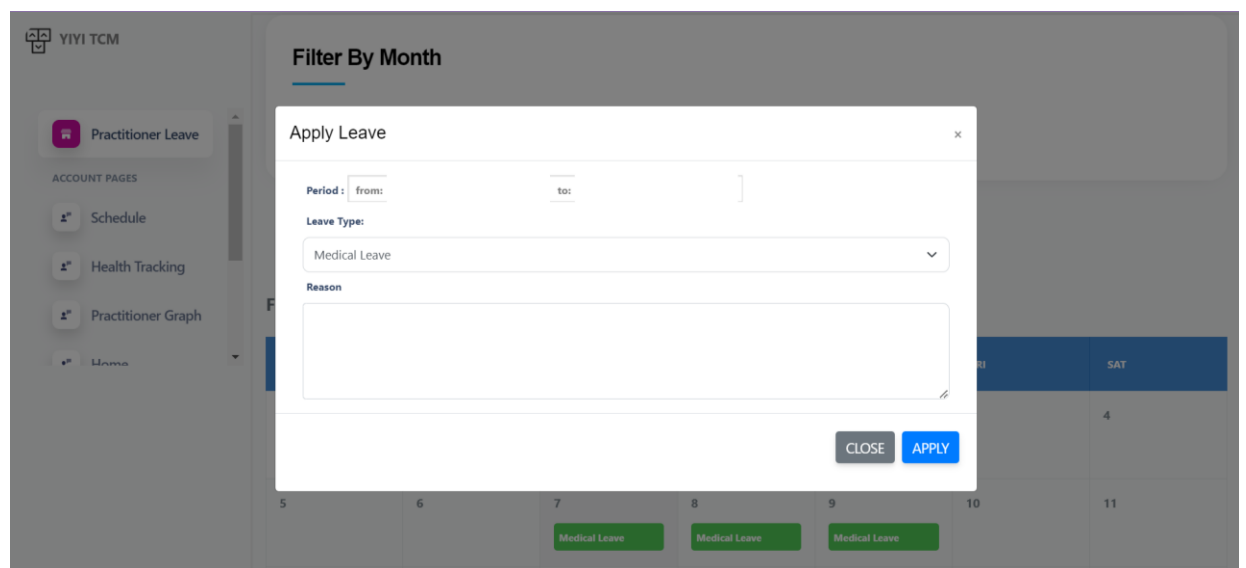 YIYI TCM
Filter By Month
Practitioner Leave
ACCOUNT PAGES
Schedule
Health Tracking
Practitioner Graph
Home
Apply Leave
×
Period : from: to:
Leave Type:
Medical Leave
Reason
CLOSE APPLY
F
RI SAT
4
5 6 7 8 9 10 11
Medical Leave Medical Leave Medical Leave